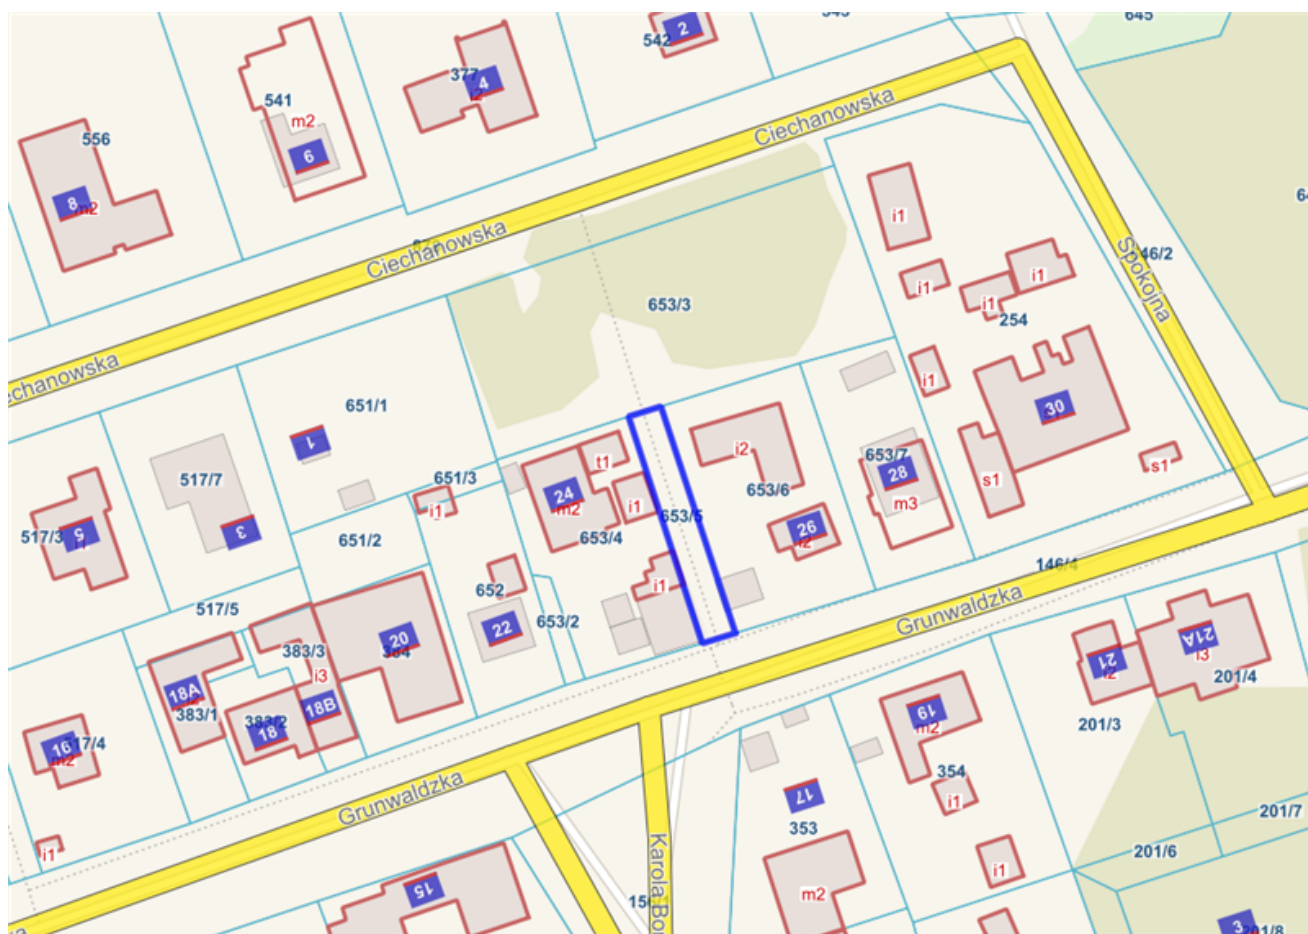 645
2
542
377
4
i2
541
m2
6
556
8
m2
Ciechanowska
Ciechanowska
Ciechanowska
653/3
i1
i1
i1
i1
254
Spokojna
46/2
651/1
1
517/7
3
517/3
5
651/3
i1
651/2
24
m2
t1
i1
653/4
653/5
i2
653/6
26
i2
653/7
28
m3
i1
30
s1
s1
146/4
652
22
653/2
i1
517/5
20
384
383/3
i3
18A
383/1
383/2
18
18B
16
m2
i1
Grunwaldzka
Grunwaldzka
19
m2
354
i1
17
353
m2
i1
21
i2
21A
i3
201/4
201/3
201/7
201/6
15
Karola Bo
3